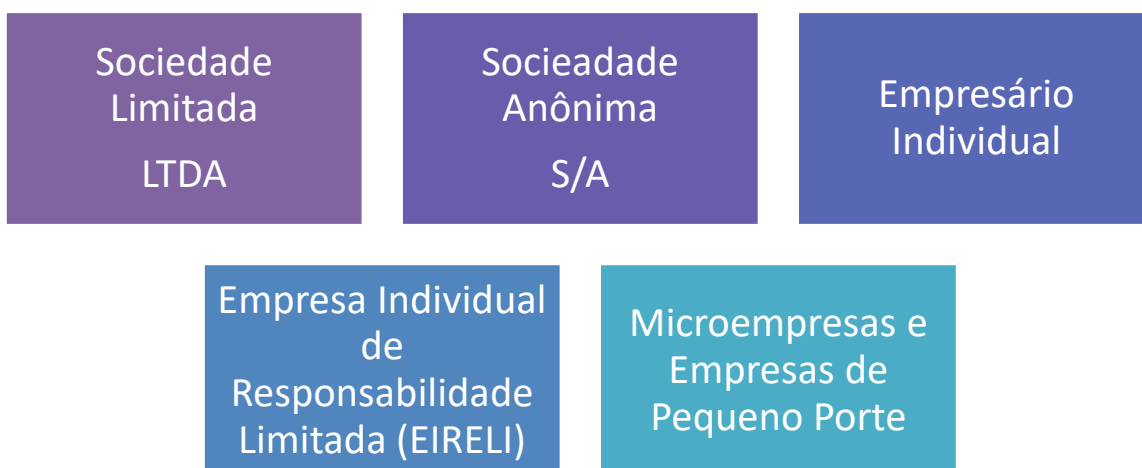 Sociedade
Limitada
LTDA
Socieadade
Anônima
S/A
Empresário
Individual
Empresa Individual
de
Responsabilidade
Limitada (EIRELI)
Microempresas e
Empresas de
Pequeno Porte